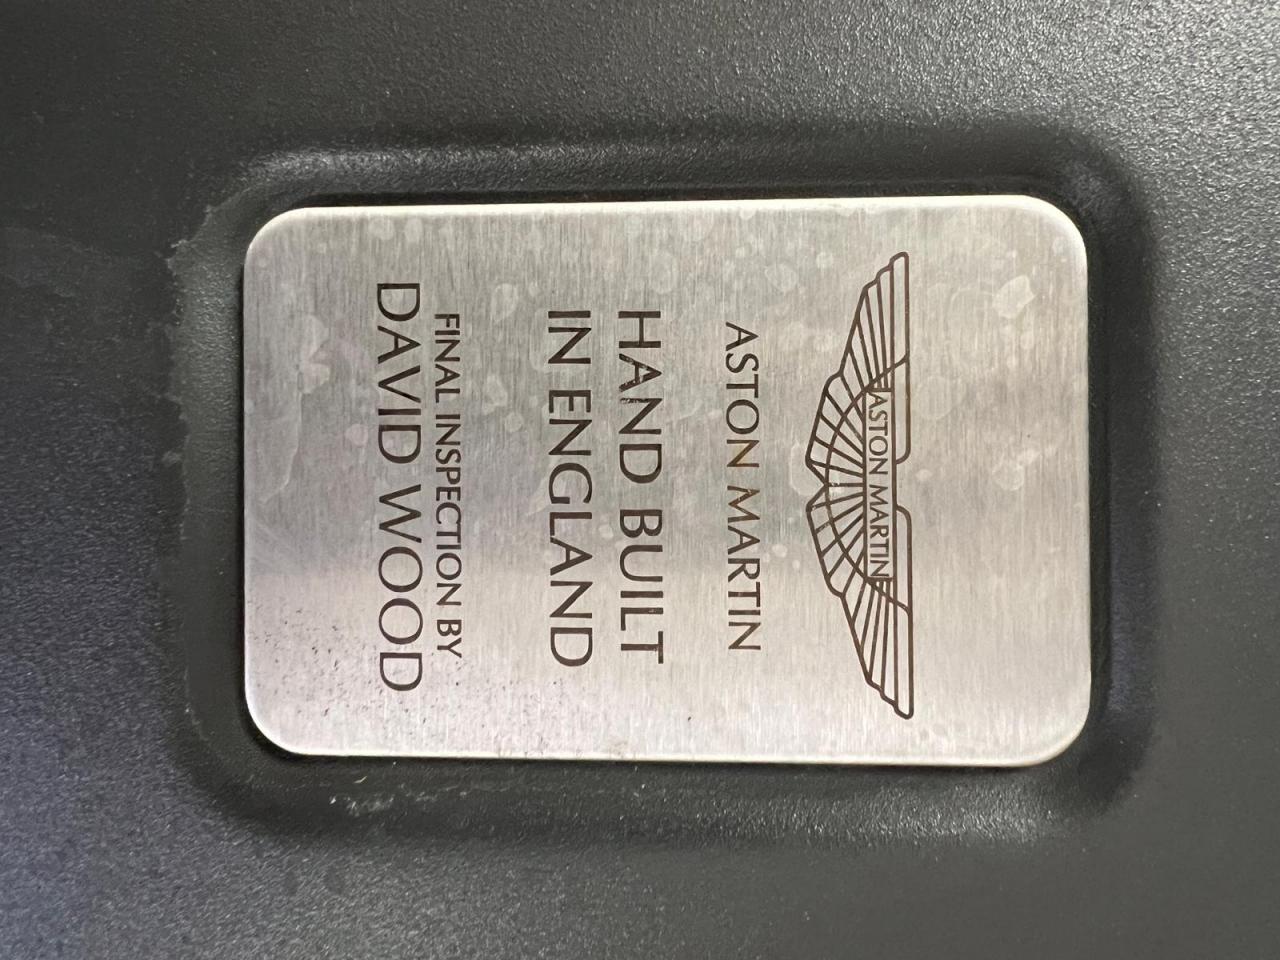 ASTON MARTIN
ASTON MARTIN
HAND BUILT
IN ENGLAND
FINAL INSPECTION BY
DAVID WOOD